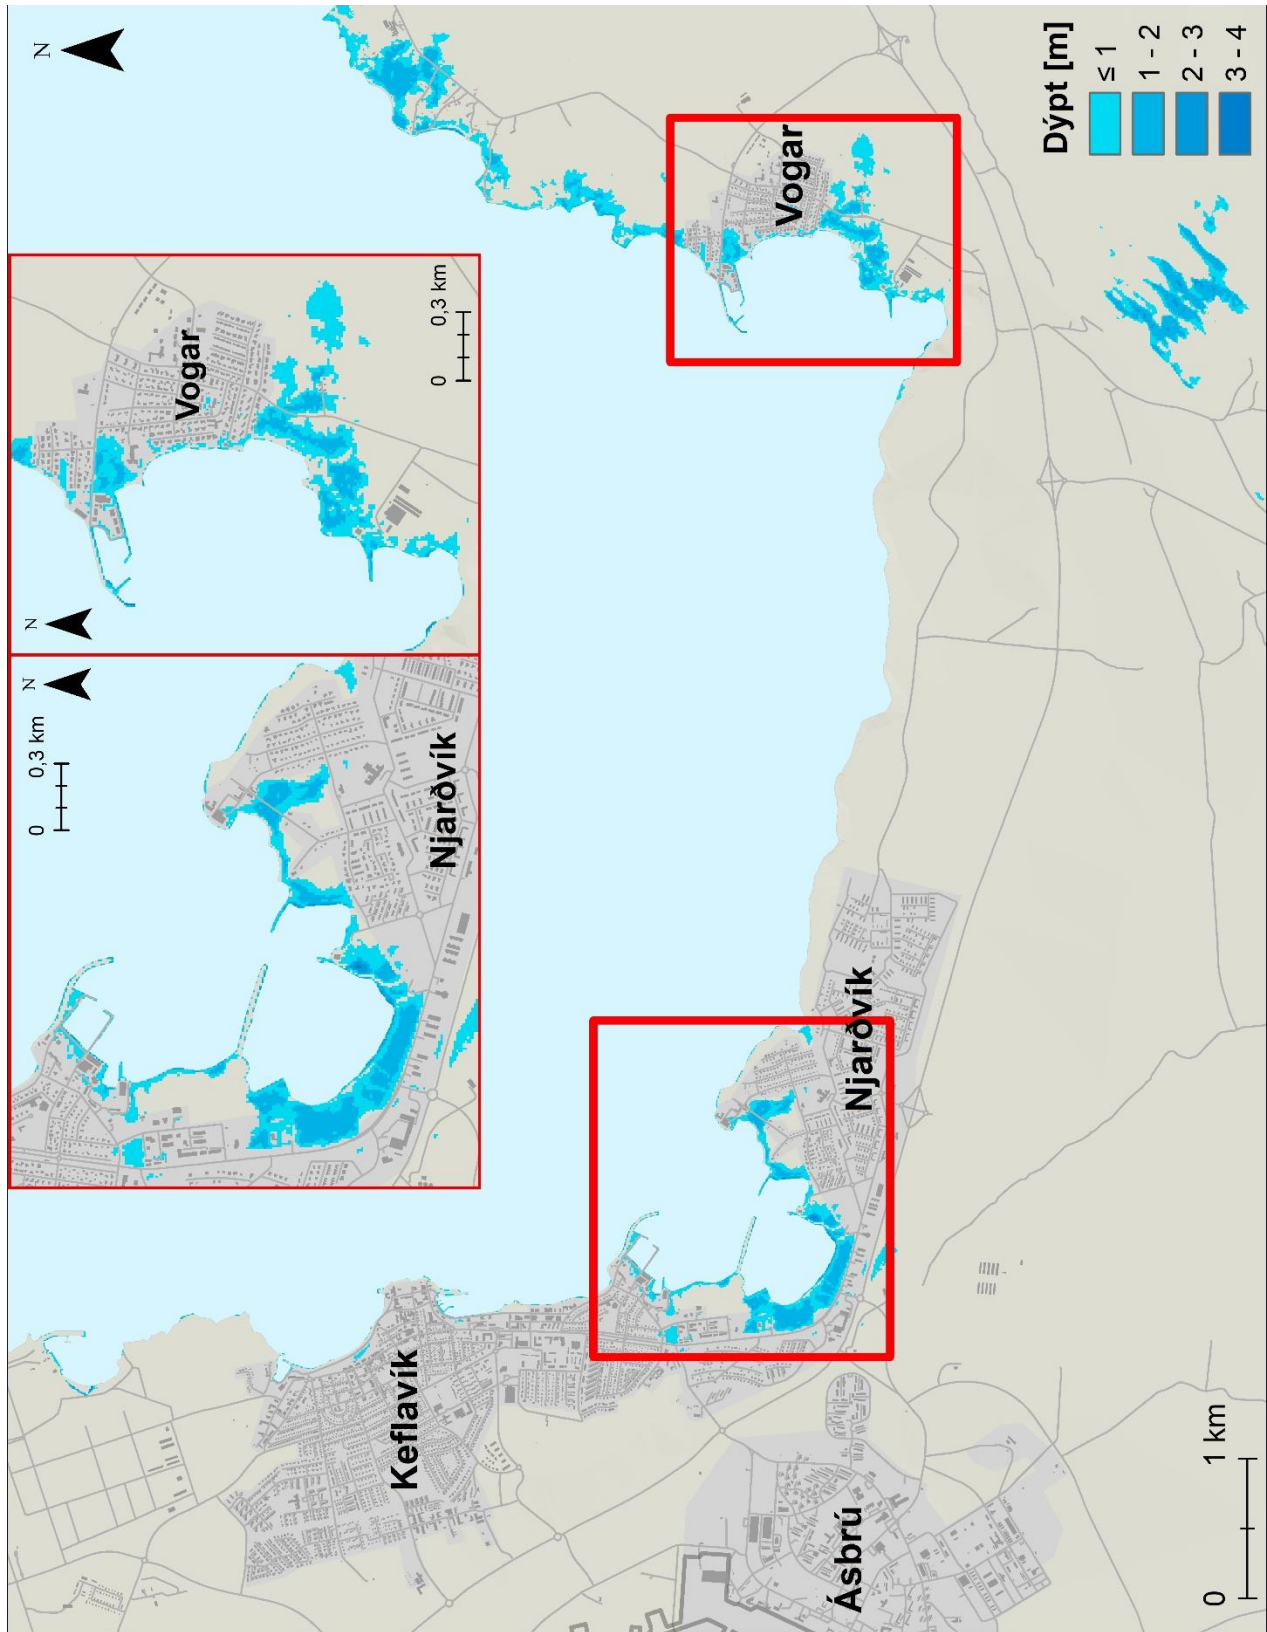 N
N
N
0 0,3 km
0 0,3 km
Njarðvík
Vogar
Keflavík
Ásbrú
Njarðvík
Vogar
0 1 km
Dýpt [m]
≤ 1
1 - 2
2 - 3
3 - 4